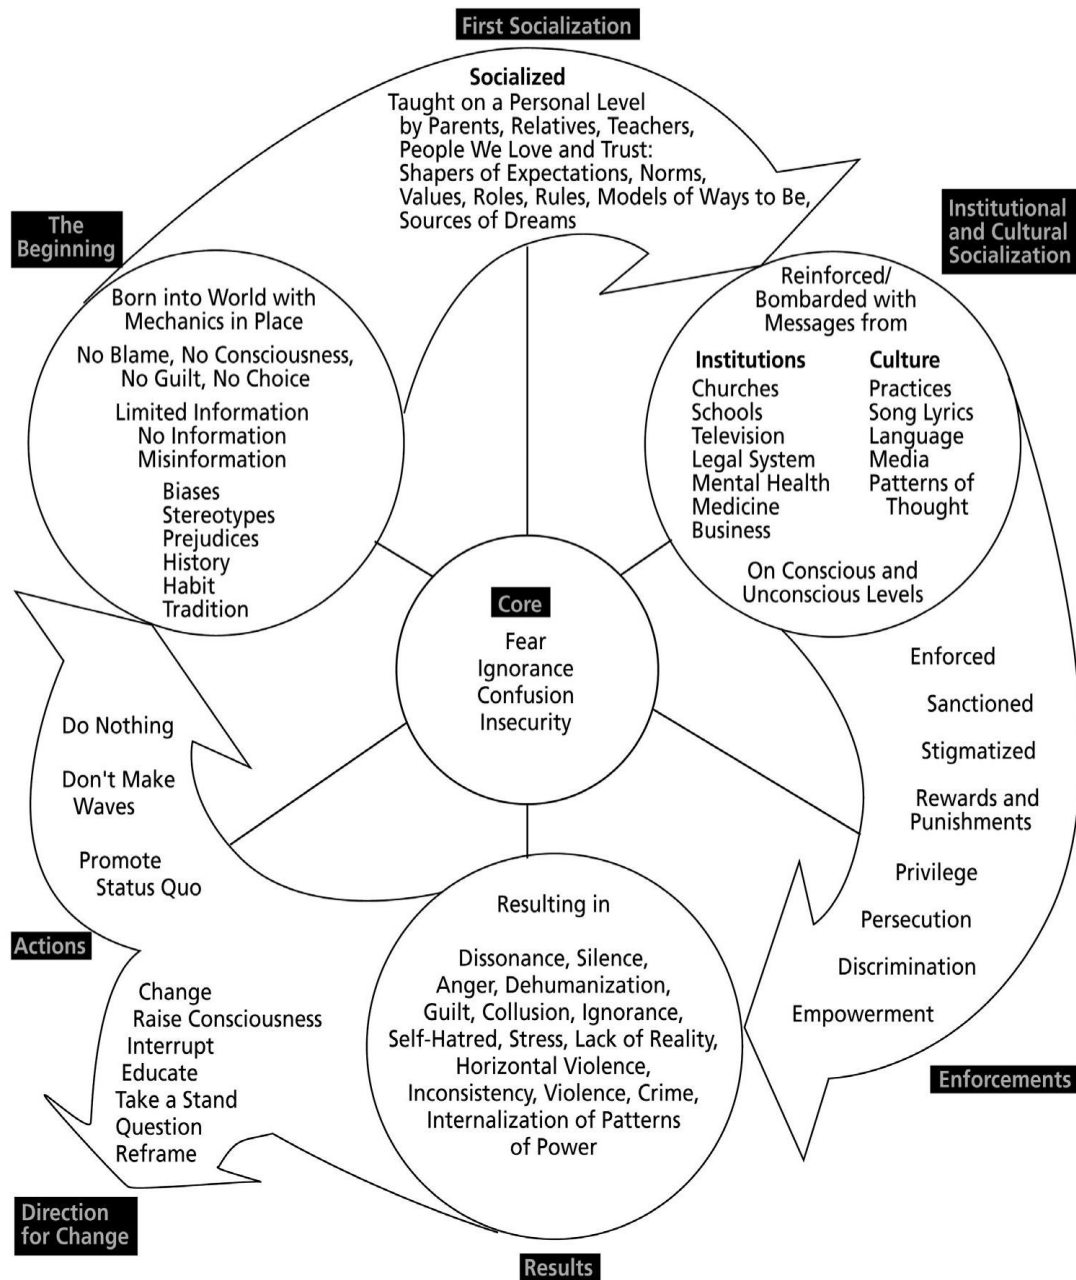 First Socialization
Socialized
Taught on a Personal Level
by Parents, Relatives, Teachers,
People We Love and Trust:
Shapers of Expectations, Norms,
Values, Roles, Rules, Models of Ways to Be,
Sources of Dreams
The
Beginning
Born into World with
Mechanics in Place
No Blame, No Consciousness,
No Guilt, No Choice
Limited Information
No Information
Misinformation
Biases
Stereotypes
Prejudices
History
Habit
Tradition
Institutional
and Cultural
Socialization
Reinforced/
Bombarded with
Messages from
Institutions
Churches
Schools
Television
Legal System
Mental Health
Medicine
Business
Culture
Practices
Song Lyrics
Language
Media
Patterns of
Thought
On Conscious and
Unconscious Levels
Core
Fear
Ignorance
Confusion
Insecurity
Enforced
Sanctioned
Stigmatized
Rewards and
Punishments
Privilege
Persecution
Discrimination
Empowerment
Enforcements
Resulting in
Dissonance, Silence,
Anger, Dehumanization,
Guilt, Collusion, Ignorance,
Self-Hatred, Stress, Lack of Reality,
Horizontal Violence,
Inconsistency, Violence, Crime,
Internalization of Patterns
of Power
Results
Do Nothing
Don't Make
Waves
Promote
Status Quo
Actions
Change
Raise Consciousness
Interrupt
Educate
Take a Stand
Question
Reframe
Direction
for Change